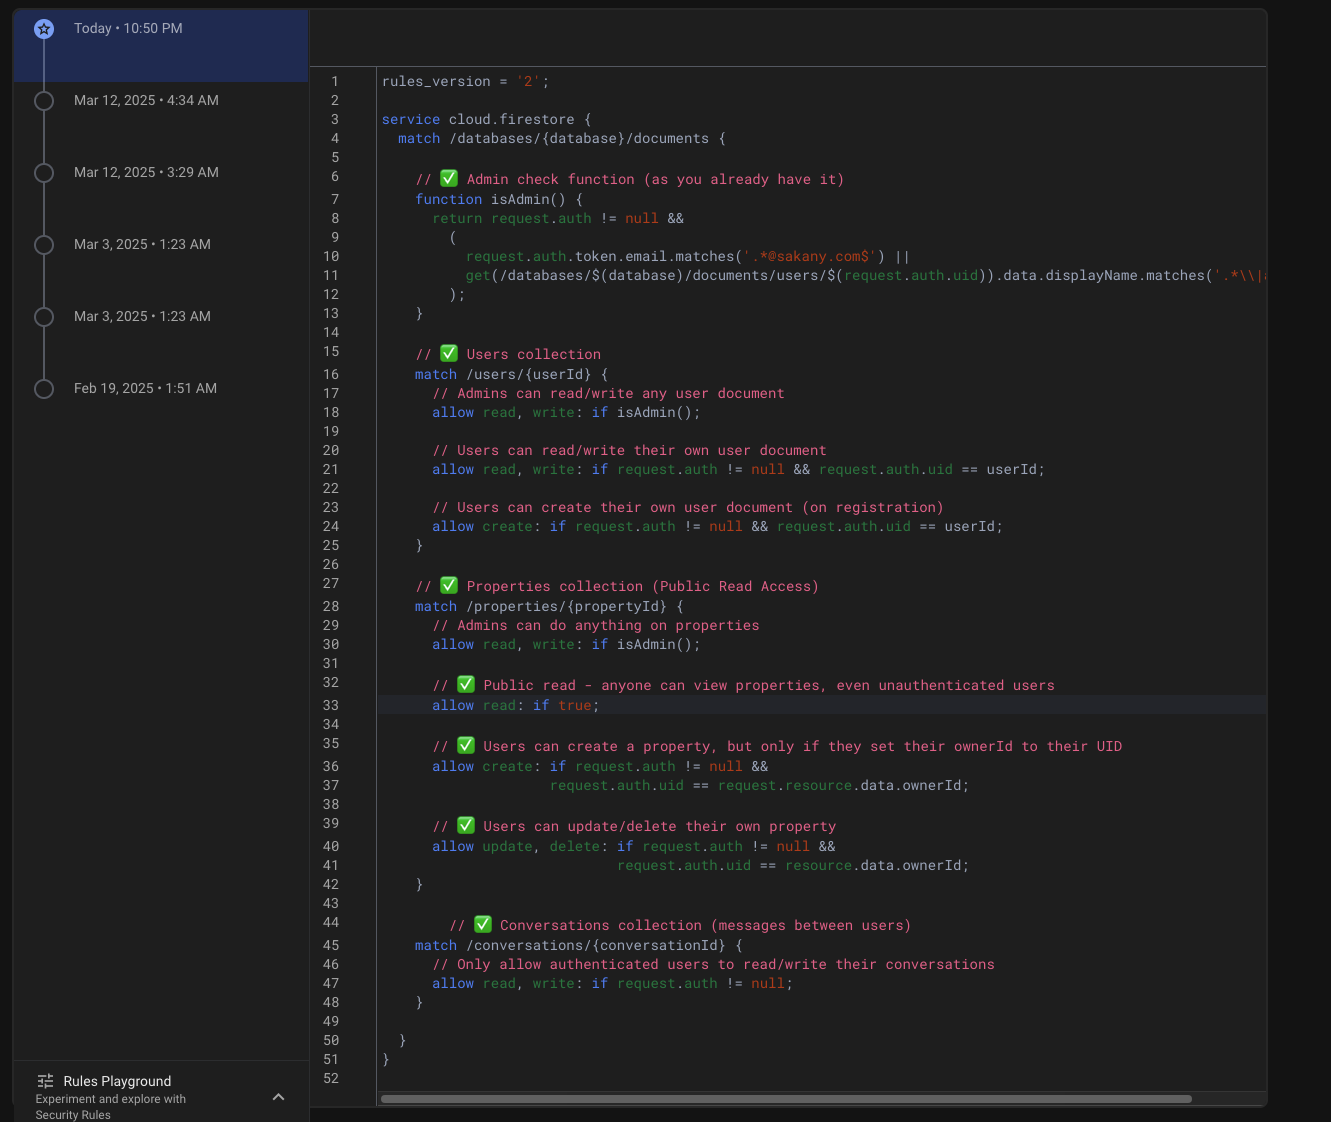 Today • 10:50 PM
Mar 12, 2025 • 4:34 AM
Mar 12, 2025 • 3:29 AM
Mar 3, 2025 • 1:23 AM
Mar 3, 2025 • 1:23 AM
Feb 19, 2025 • 1:51 AM
Rules Playground
Experiment and explore with
Security Rules
1 rules_version = '2';
2
3 service cloud.firestore {
4   match /databases/{database}/documents {
5
6     // ✅ Admin check function (as you already have it)
7     function isAdmin() {
8       return request.auth != null &&
9         (
10           request.auth.token.email.matches('.*@sakany.com$') ||
11           get(/databases/$(database)/documents/users/$(request.auth.uid)).data.displayName.matches('.*\\|
12         );
13     }
14
15     // ✅ Users collection
16     match /users/{userId} {
17       // Admins can read/write any user document
18       allow read, write: if isAdmin();
19
20       // Users can read/write their own user document
21       allow read, write: if request.auth != null && request.auth.uid == userId;
22
23       // Users can create their own user document (on registration)
24       allow create: if request.auth != null && request.auth.uid == userId;
25     }
26
27     // ✅ Properties collection (Public Read Access)
28     match /properties/{propertyId} {
29       // Admins can do anything on properties
30       allow read, write: if isAdmin();
31
32       // ✅ Public read - anyone can view properties, even unauthenticated users
33       allow read: if true;
34
35       // ✅ Users can create a property, but only if they set their ownerId to their UID
36       allow create: if request.auth != null &&
37                     request.auth.uid == request.resource.data.ownerId;
38
39       // ✅ Users can update/delete their own property
40       allow update, delete: if request.auth != null &&
41                             request.auth.uid == resource.data.ownerId;
42     }
43
44         // ✅ Conversations collection (messages between users)
45     match /conversations/{conversationId} {
46       // Only allow authenticated users to read/write their conversations
47       allow read, write: if request.auth != null;
48     }
49
50   }
51 }
52